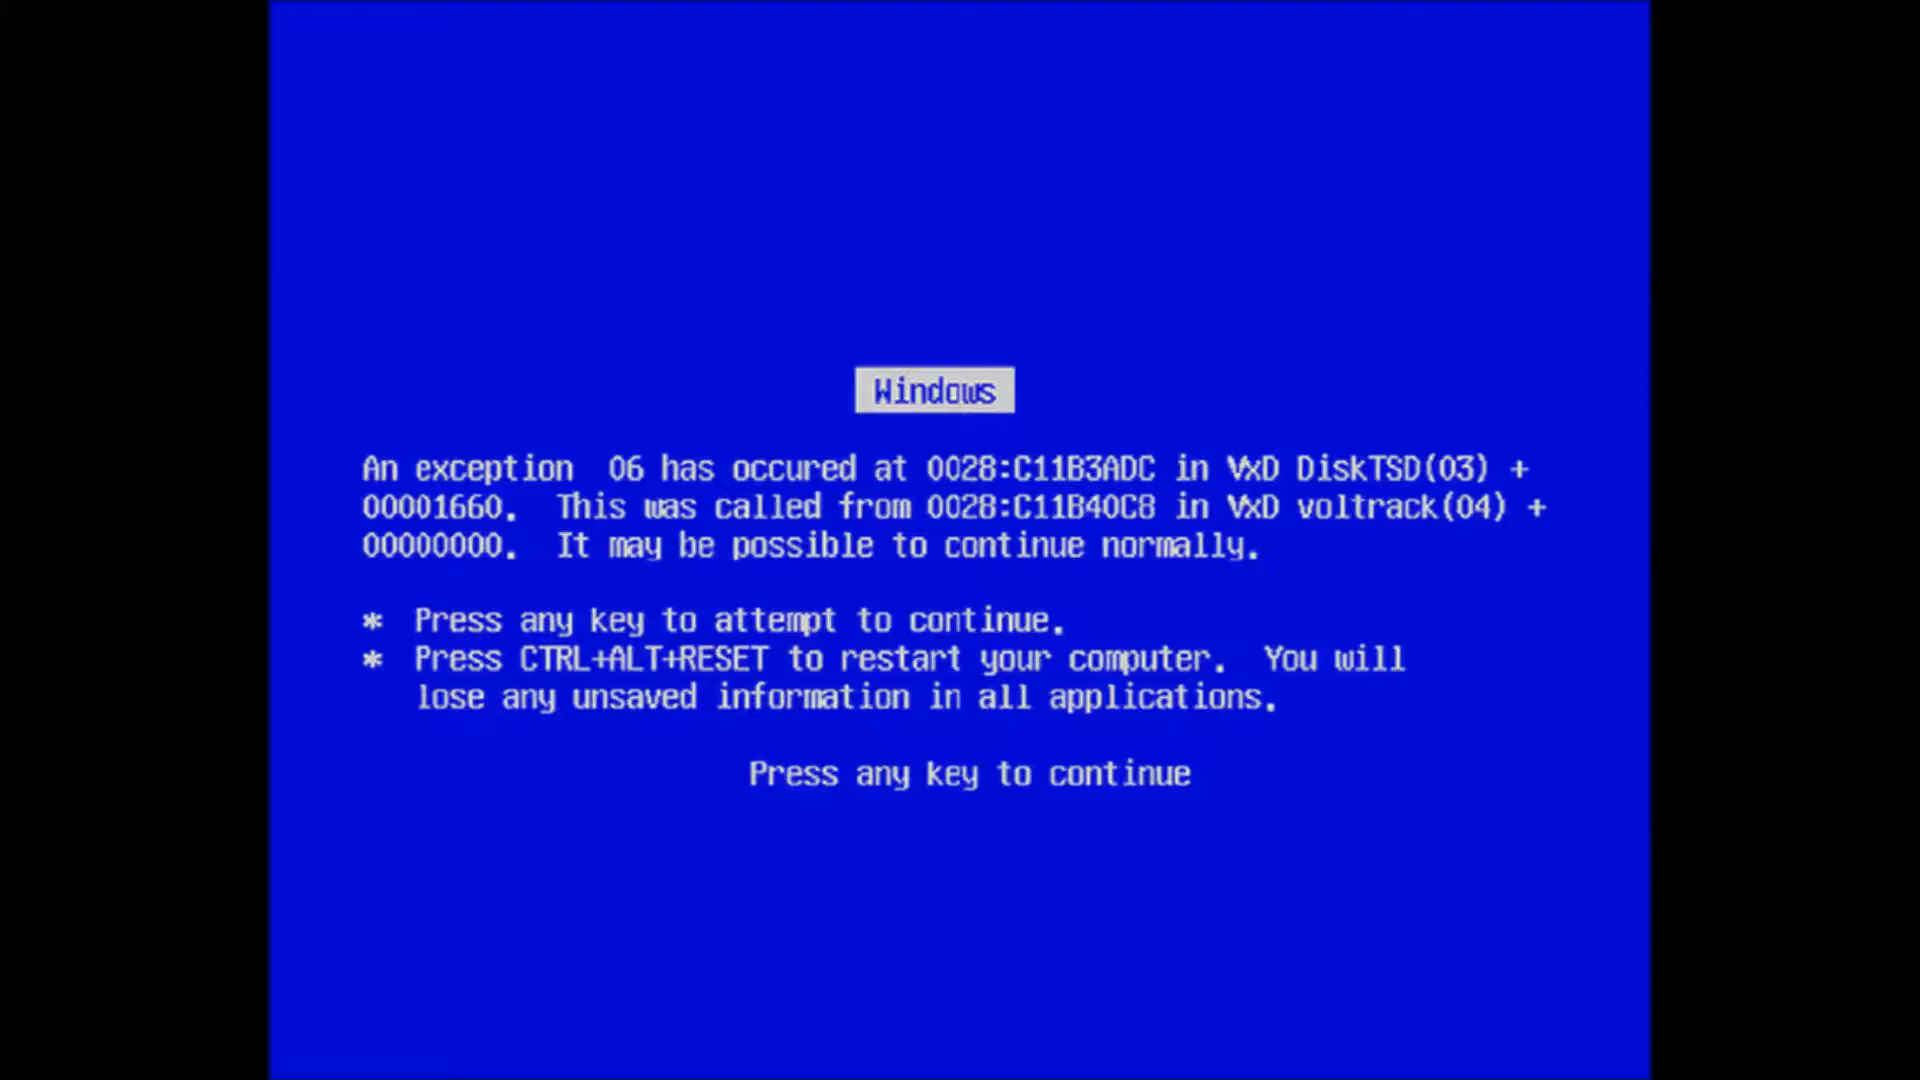 Windows
An exception  06 has occured at 0028:C11B3ADC in VxD DiskTSD(03) +
00001660.  This was called from 0028:C11B40C8 in VxD voltrack(04) +
00000000.  It may be possible to continue normally.
*  Press any key to attempt to continue.
*  Press CTRL+ALT+RESET to restart your computer.  You will
lose any unsaved information in all applications.
Press any key to continue